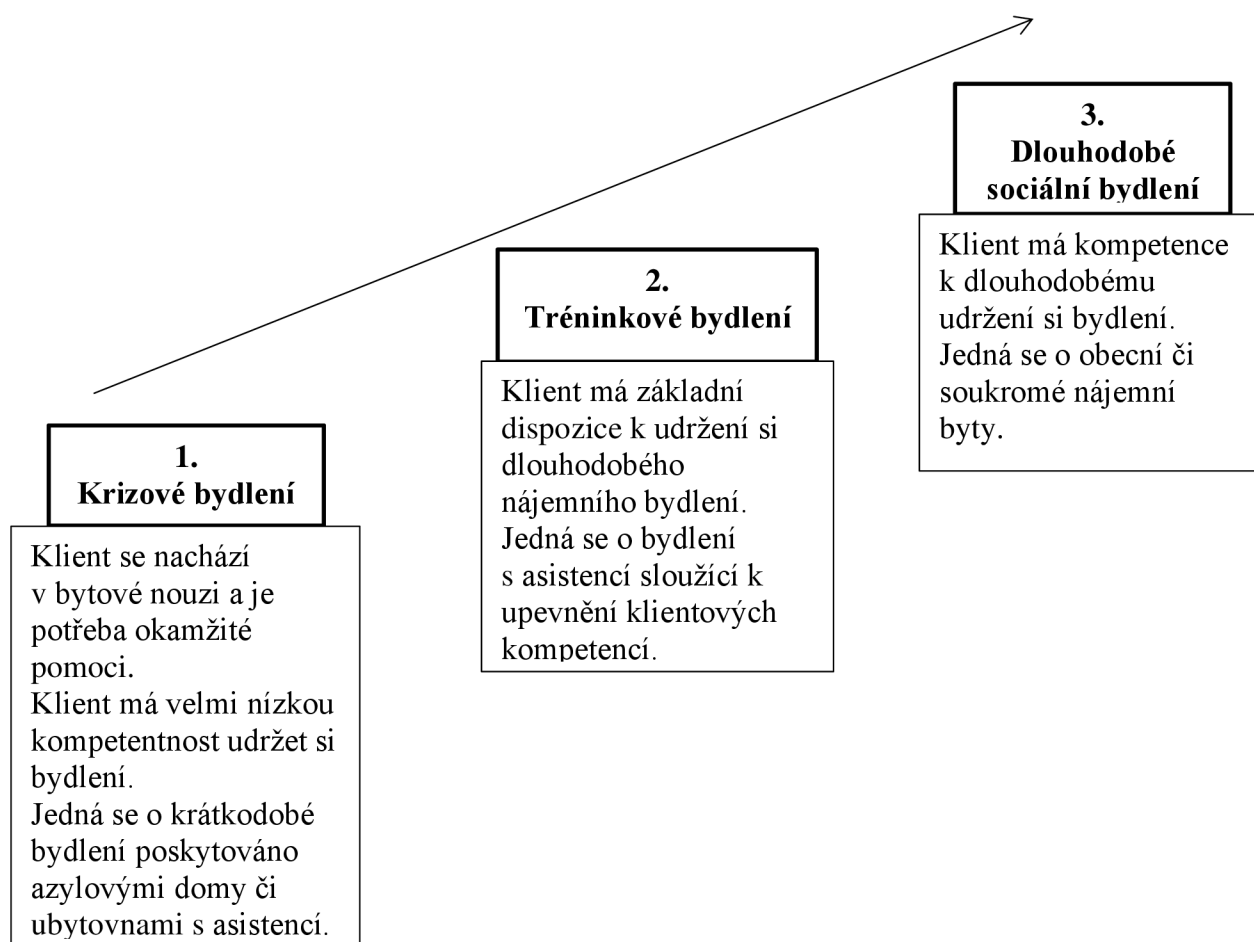 1.
Krizové bydlení
Klient se nachází
v bytové nouzi a je
potřeba okamžité
pomoci.
Klient má velmi nízkou
kompetentnost udržet si
bydlení.
Jedná se o krátkodobé
bydlení poskytováno
azylovými domy či
ubytovnami s asistencí.
2.
Tréninkové bydlení
Klient má základní
dispozice k udržení si
dlouhodobého
nájemního bydlení.
Jedná se o bydlení
s asistencí sloužící k
upevnění klientových
kompetencí.
3.
Dlouhodobé
sociální bydlení
Klient má kompetence
k dlouhodobému
udržení si bydlení.
Jedná se o obecní či
soukromé nájemní
byty.